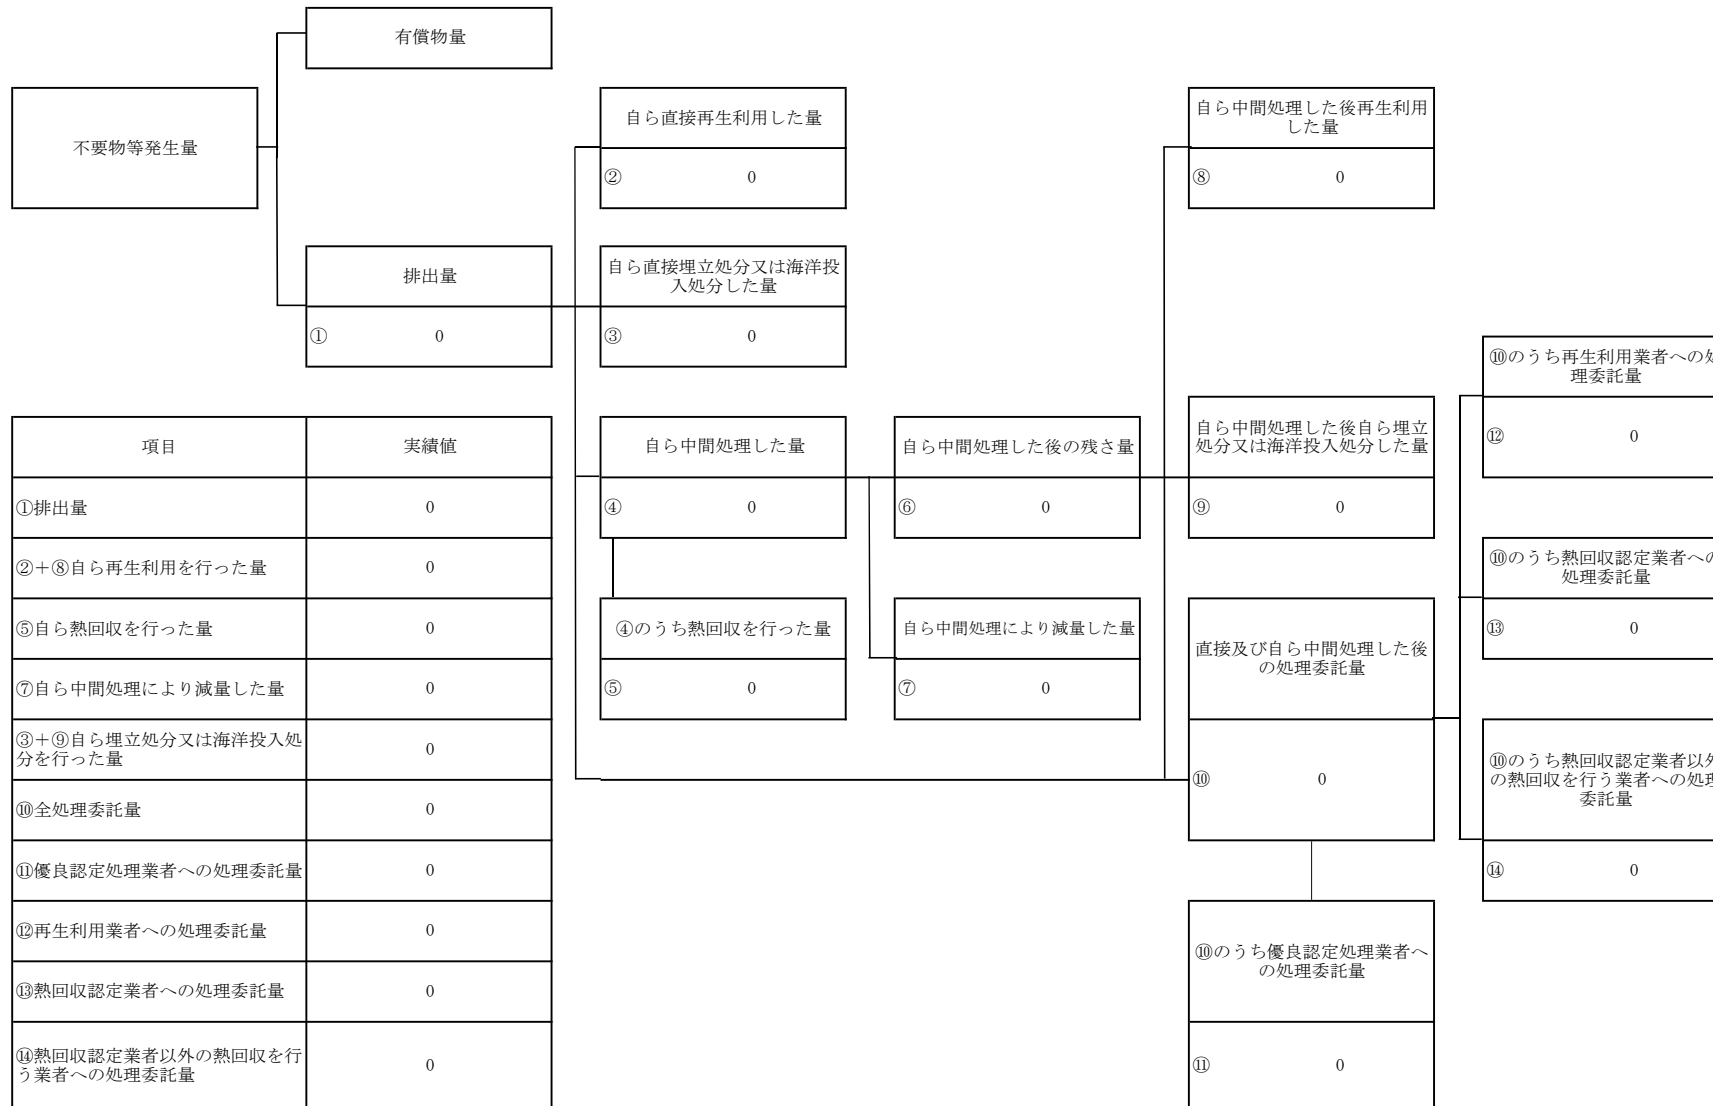 有償物量
不要物等発生量
自ら直接再生利用した量
② 0
自ら中間処理した後再生利用
した量
⑧ 0
排出量
① 0
自ら直接埋立処分又は海洋投
入処分した量
③ 0
⑩のうち再生利用業者への
理委託量
⑫ 0
項目 実績値
①排出量 0
②+⑧自ら再生利用を行った量 0
⑤自ら熱回収を行った量 0
⑦自ら中間処理により減量した量 0
③+⑨自ら埋立処分又は海洋投入処
分を行った量 0
⑩全処理委託量 0
⑪優良認定処理業者への処理委託量 0
⑫再生利用業者への処理委託量 0
⑬熱回収認定業者への処理委託量 0
⑭熱回収認定業者以外の熱回収を行
う業者への処理委託量 0
自ら中間処理した量
④ 0
自ら中間処理した後の残さ量
⑥ 0
自ら中間処理した後自ら埋立
処分又は海洋投入処分した量
⑨ 0
④のうち熱回収を行った量
⑤ 0
自ら中間処理により減量した量
⑦ 0
直接及び自ら中間処理した後
の処理委託量
⑩ 0
⑩のうち熱回収認定業者への
処理委託量
⑬ 0
⑩のうち熱回収認定業者以
の熱回収を行う業者への処
委託量
⑭ 0
⑩のうち優良認定処理業者へ
の処理委託量
⑪ 0